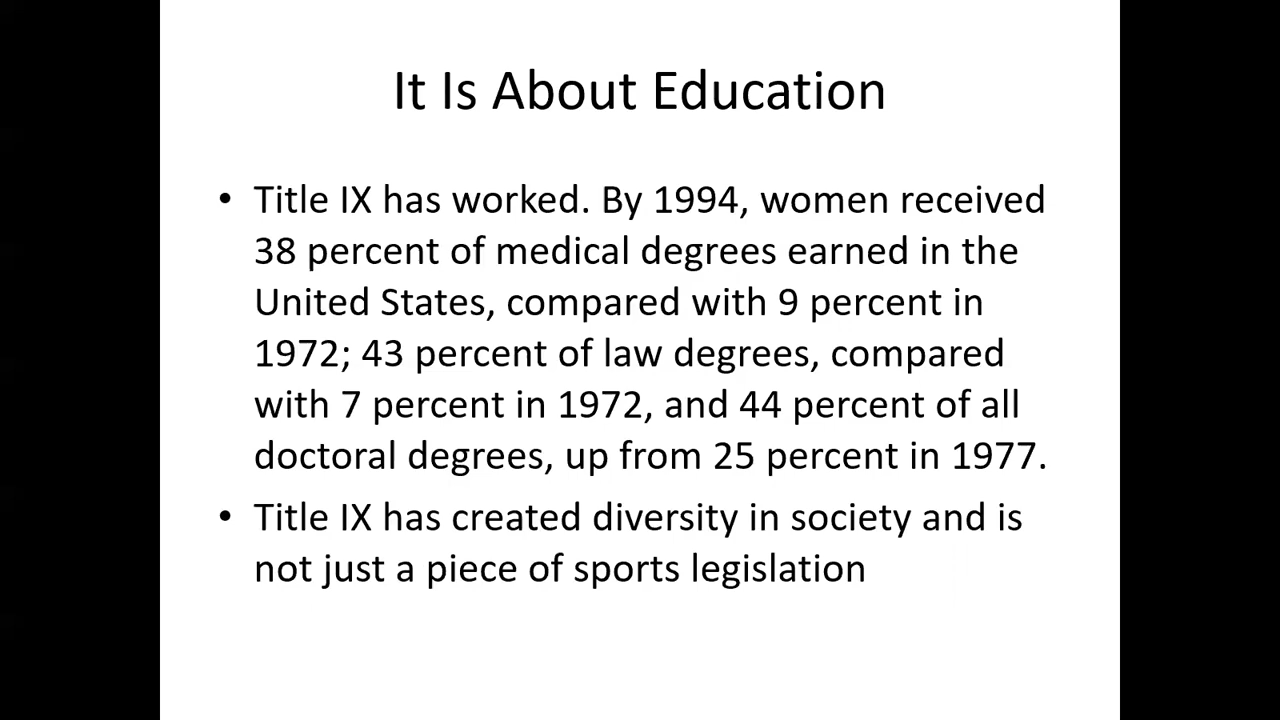 It Is About Education
• Title IX has worked. By 1994, women received
38 percent of medical degrees earned in the
United States, compared with 9 percent in
1972; 43 percent of law degrees, compared
with 7 percent in 1972, and 44 percent of all
doctoral degrees, up from 25 percent in 1977.
• Title IX has created diversity in society and is
not just a piece of sports legislation